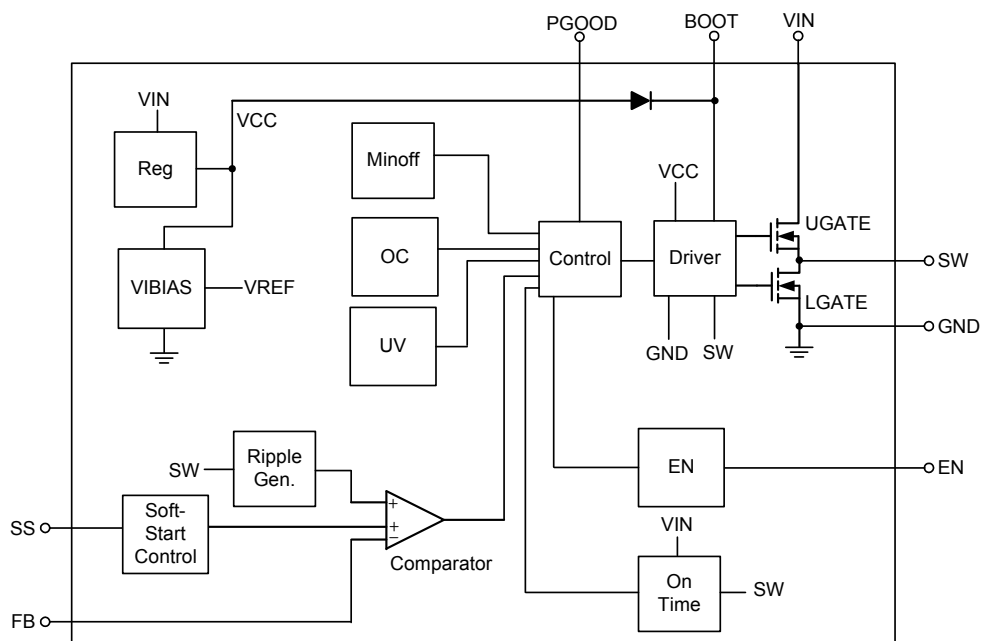 PGOOD
BOOT
VIN
VIN
VCC
Reg
Minoff
VCC
UGATE
OC
Control
Driver
SW
VIBIAS
VREF
LGATE
GND
UV
GND
SW
Ripple
Gen.
SW
EN
EN
SS
Soft-
Start
Control
+
+
−
Comparator
VIN
On
Time
SW
FB